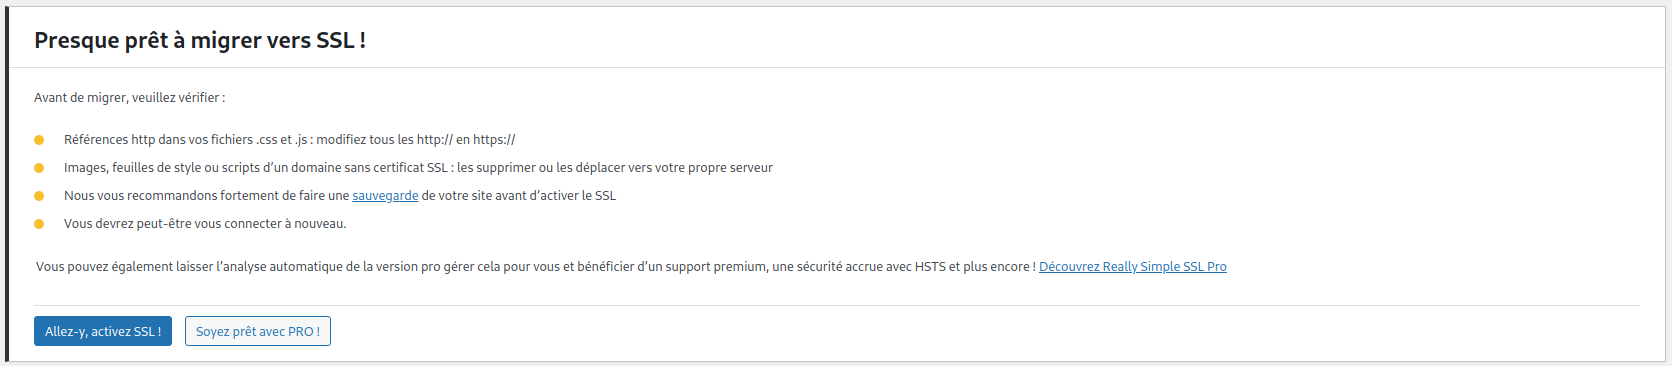 Presque prêt à migrer vers SSL !
Avant de migrer, veuillez vérifier :
Références http dans vos fichiers .css et .js : modifiez tous les http:// en https://
Images, feuilles de style ou scripts d’un domaine sans certificat SSL : les supprimer ou les déplacer vers votre propre serveur
Nous vous recommandons fortement de faire une sauvegarde de votre site avant d’activer le SSL
Vous devrez peut-être vous connecter à nouveau.
Vous pouvez également laisser l’analyse automatique de la version pro gérer cela pour vous et bénéficier d’un support premium, une sécurité accrue avec HSTS et plus encore ! Découvrez Really Simple SSL Pro
Allez-y, activez SSL ! Soyez prêt avec PRO !